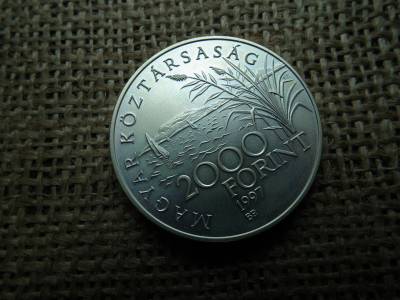 MAGYAR KÖZTÁRSASÁG
2000
FORINT
1997
BP